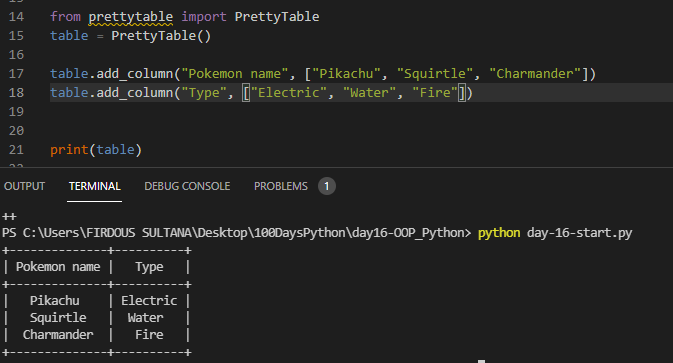 14 from prettytable import PrettyTable
15 table = PrettyTable()
16
17 table.add_column("Pokemon name", ["Pikachu", "Squirtle", "Charmander"])
18 table.add_column("Type", ["Electric", "Water", "Fire"])
19
20
21 print(table)
OUTPUT TERMINAL DEBUG CONSOLE PROBLEMS 1
++
PS C:\Users\FIRDOUS SULTANA\Desktop\100DaysPython\day16-OOP_Python> python day-16-start.py
+--------------+----------+
| Pokemon name |   Type   |
+--------------+----------+
|   Pikachu    | Electric |
|   Squirtle   |  Water   |
|  Charmander  |   Fire   |
+--------------+----------+